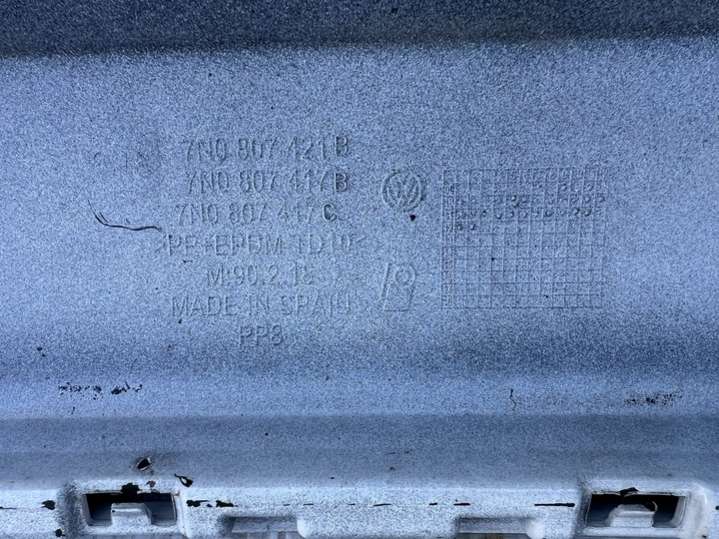 7N0 807 421 B
7N0 807 417 B
7N0 807 417 C
>PP+EPDM-TD10<
M:90.2.18
MADE IN SPAIN
PP8